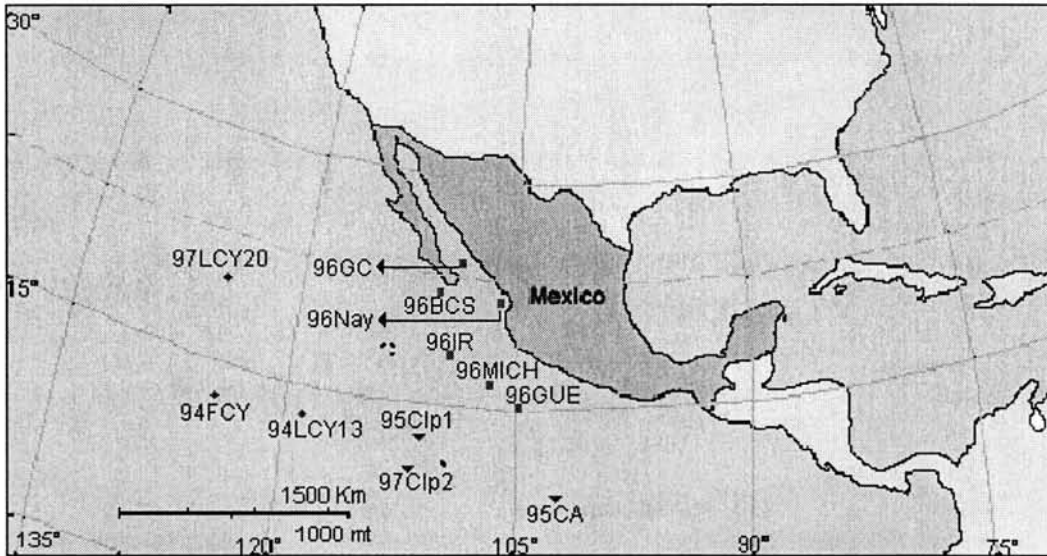 30°
97LCY20
96GC
15°
96BCS
Mexico
96Nay
96IR
96MICH
96GUE
94FCY
94LCY13
95Clp1
97Clp2
1500 Km
95CA
1000 mt
135°
120°
105°
90°
75°